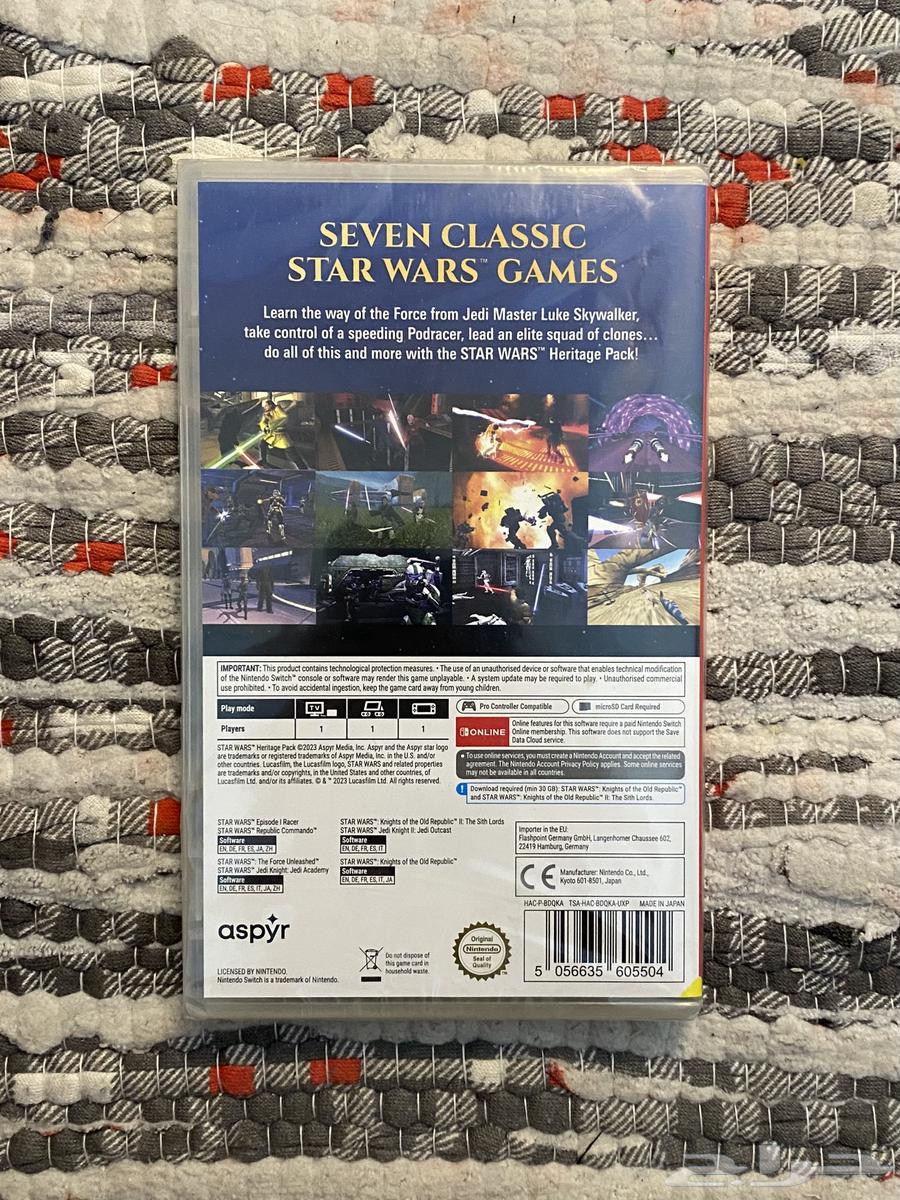 SEVEN CLASSIC
STAR WARS™ GAMES
Learn the way of the Force from Jedi Master Luke Skywalker,
take control of a speeding Podracer, lead an elite squad of clones...
do all of this and more with the STAR WARS™ Heritage Pack!
IMPORTANT: This product contains technological protection measures. • The use of an unauthorised device or software that enables technical modification
of the Nintendo Switch™ console or software may render this game unplayable. • A system update may be required to play. • Unauthorised commercial
use prohibited. • To avoid accidental ingestion, keep the game card away from young children.
Play mode
TV
Players
1
1
1
Pro Controller Compatible
microSD Card Required
ONLINE
Online features for this software require a paid Nintendo Switch
Online membership. This software does not support the Save
Data Cloud service.
• To use online services, you must create a Nintendo Account and accept the related
agreement. The Nintendo Account Privacy Policy applies. Some online services
may not be available in all countries.
! Download required (min 30 GB): STAR WARS™: Knights of the Old Republic™
and STAR WARS™: Knights of the Old Republic™ II: The Sith Lords.
STAR WARS™ Heritage Pack ©2023 Aspyr Media, Inc. Aspyr and the Aspyr star logo
are trademarks or registered trademarks of Aspyr Media, Inc. in the U.S. and/or
other countries. Lucasfilm, the Lucasfilm logo, STAR WARS and related properties
are trademarks and/or copyrights, in the United States and other countries, of
Lucasfilm Ltd. and/or its affiliates. © & ™ 2023 Lucasfilm Ltd. All rights reserved.
STAR WARS™ Episode I Racer
STAR WARS™ Republic Commando™
Software
EN, DE, FR, ES, JA, ZH
STAR WARS™: The Force Unleashed™
STAR WARS™ Jedi Knight: Jedi Academy
Software
EN, DE, FR, ES, IT, JA, ZH
STAR WARS™: Knights of the Old Republic™ II: The Sith Lords
STAR WARS™ Jedi Knight II: Jedi Outcast
Software
EN, DE, FR, ES, IT
STAR WARS™: Knights of the Old Republic™
Software
EN, DE, FR, ES, IT, JA
Importer in the EU:
Flashpoint Germany GmbH, Langenhorner Chaussee 602,
22419 Hamburg, Germany
CE
Manufacturer: Nintendo Co., Ltd.,
Kyoto 601-8501, Japan
HAC-P-BDQKA TSA-HAC-BDQKA-UXP MADE IN JAPAN
aspyr
Do not dispose of
this game card in
household waste.
Original
Nintendo
Seal of
Quality
5 056635 605504
LICENSED BY NINTENDO.
Nintendo Switch is a trademark of Nintendo.
حراج